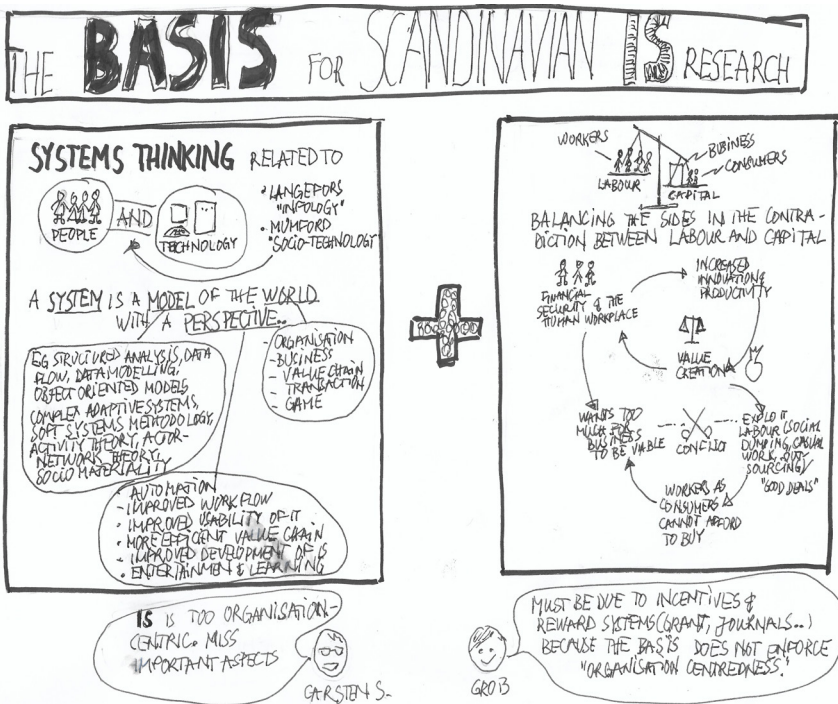 THE BASIS FOR SCANDINAVIAN IS RESEARCH
SYSTEMS THINKING RELATED TO
PEOPLE
AND
TECHNOLOGY
• LANGEFORS
"INFOLOGY"
• MUMFORD
"SOCIO-TECHNOLOGY
A SYSTEM IS A MODEL OF THE WORLD
WITH A PERSPECTIVE..
EG STRUCTURED ANALYSIS, DATA
FLOW, DATA MODELLING,
OBJECT ORIENTED MODELS
COMPLEX ADAPTIVE SYSTEMS,
SOFT SYSTEMS METHODOLOGY,
ACTIVITY THEORY, ACTOR-
NETWORK THEORY,
SOCIO MATERIALITY
- ORGANISATION
- BUSINESS
- VALUE CHAIN
- TRANSACTION
- GAME
• AUTOMATION
• IMPROVED WORKFLOW
• IMPROVED USABILITY OF IT
• MORE EFFICIENT VALUE CHAIN
• IMPROVED DEVELOPMENT OF IS
• ENTERTAINMEN & LEARNING
WORKERS
LABOUR
BUBINESS
CONSUMERS
CAPITAL
BALANCING THE SIDES IN THE CONTRA-
DICTION BETWEEN LABOUR AND CAPITAL
FINANCIAL
SECURITY & THE
HUMAN WORKPLACE
INCREASED
INNOVATION &
PRODUCTIVITY
VALUE
CREATION
WANTS TOO
MUCH FOR
BUSINESS
TO BE VIABLE
CONFLICT
EXPLOIT
LABOUR (SOCIAL
DUMPING, CASUAL
WORK, OUT
SOURCING)
"GOOD DEALS"
WORKERS AS
CONSUMERS
CANNOT AFFORD
TO BUY
IS IS TOO ORGANISATION-
CENTRIC. MISS
IMPORTANT ASPECTS
CARSTEN S-
MUST BE DUE TO INCENTIVES &
REWARD SYSTEMS (GRANT, JOURNALS..)
BECAUSE THE BASIS DOES NOT ENFORCE
"ORGANISATION CENTREDNESS."
GRO B